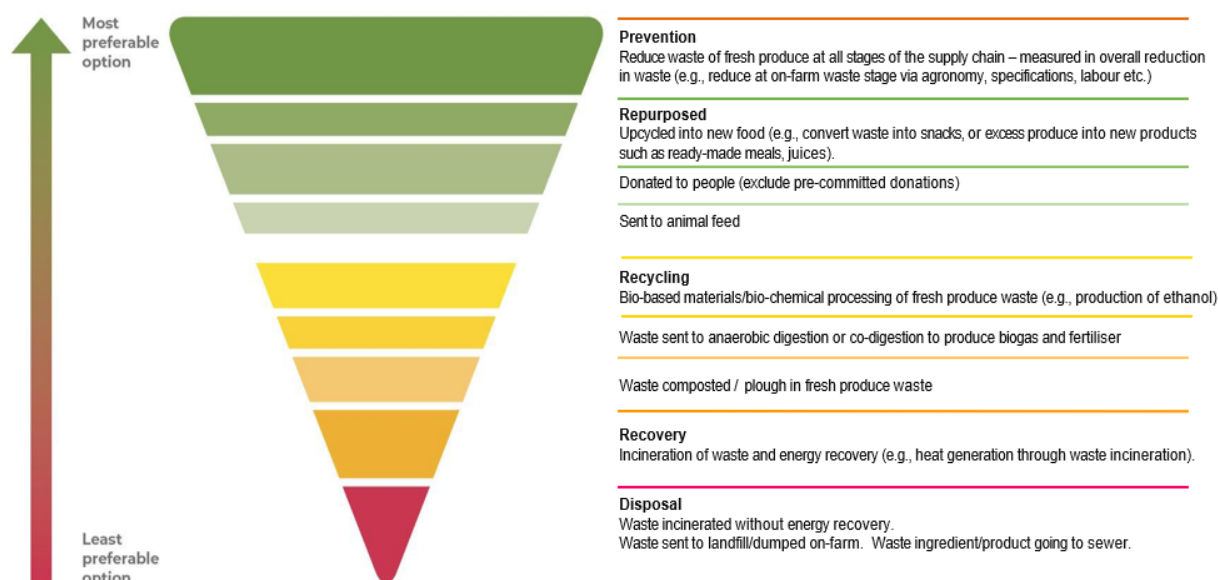 Most
preferable
option
Prevention
Reduce waste of fresh produce at all stages of the supply chain – measured in overall reduction
in waste (e.g., reduce at on-farm waste stage via agronomy, specifications, labour etc.)
Repurposed
Upcycled into new food (e.g., convert waste into snacks, or excess produce into new products
such as ready-made meals, juices).
Donated to people (exclude pre-committed donations)
Sent to animal feed
Recycling
Bio-based materials/bio-chemical processing of fresh produce waste (e.g., production of ethanol)
Waste sent to anaerobic digestion or co-digestion to produce biogas and fertiliser
Waste composted / plough in fresh produce waste
Recovery
Incineration of waste and energy recovery (e.g., heat generation through waste incineration).
Disposal
Waste incinerated without energy recovery.
Waste sent to landfill/dumped on-farm. Waste ingredient/product going to sewer.
Least
preferable
option